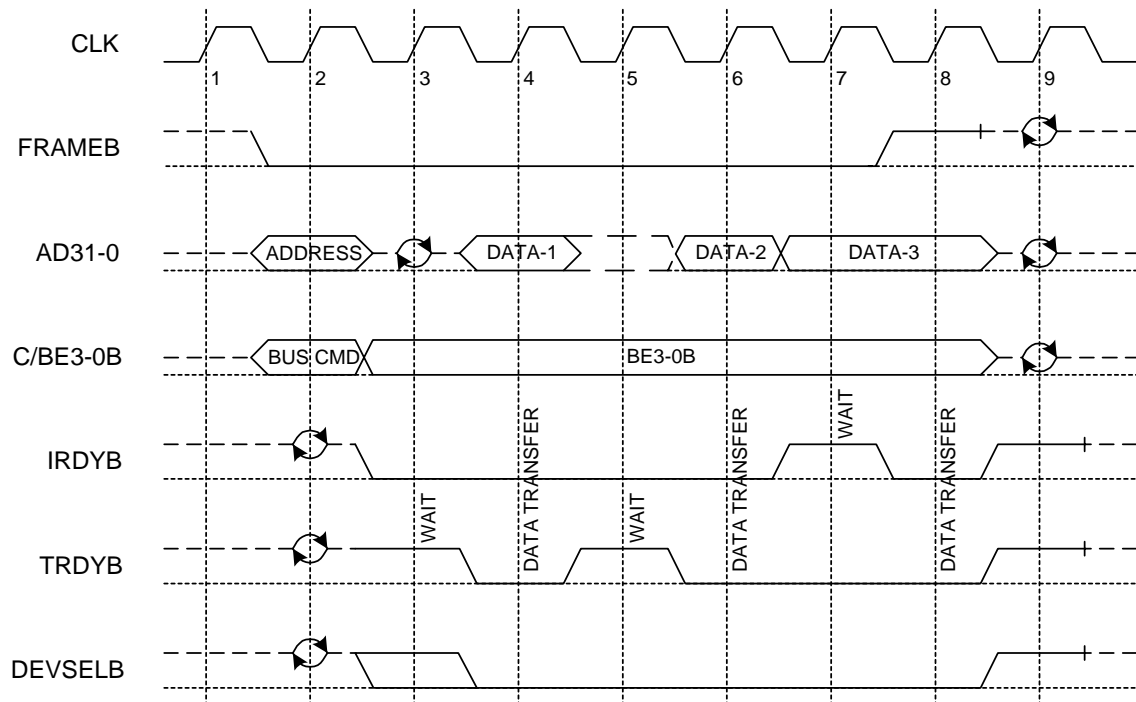 CLK
1 2 3 4 5 6 7 8 9
FRAMEB
AD31-0
ADDRESS DATA-1 DATA-2 DATA-3
C/BE3-0B
BUS CMD BE3-0B
IRDYB
DATA TRANSFER
DATA TRANSFER
WAIT
DATA TRANSFER
TRDYB
WAIT
WAIT
DEVSELB